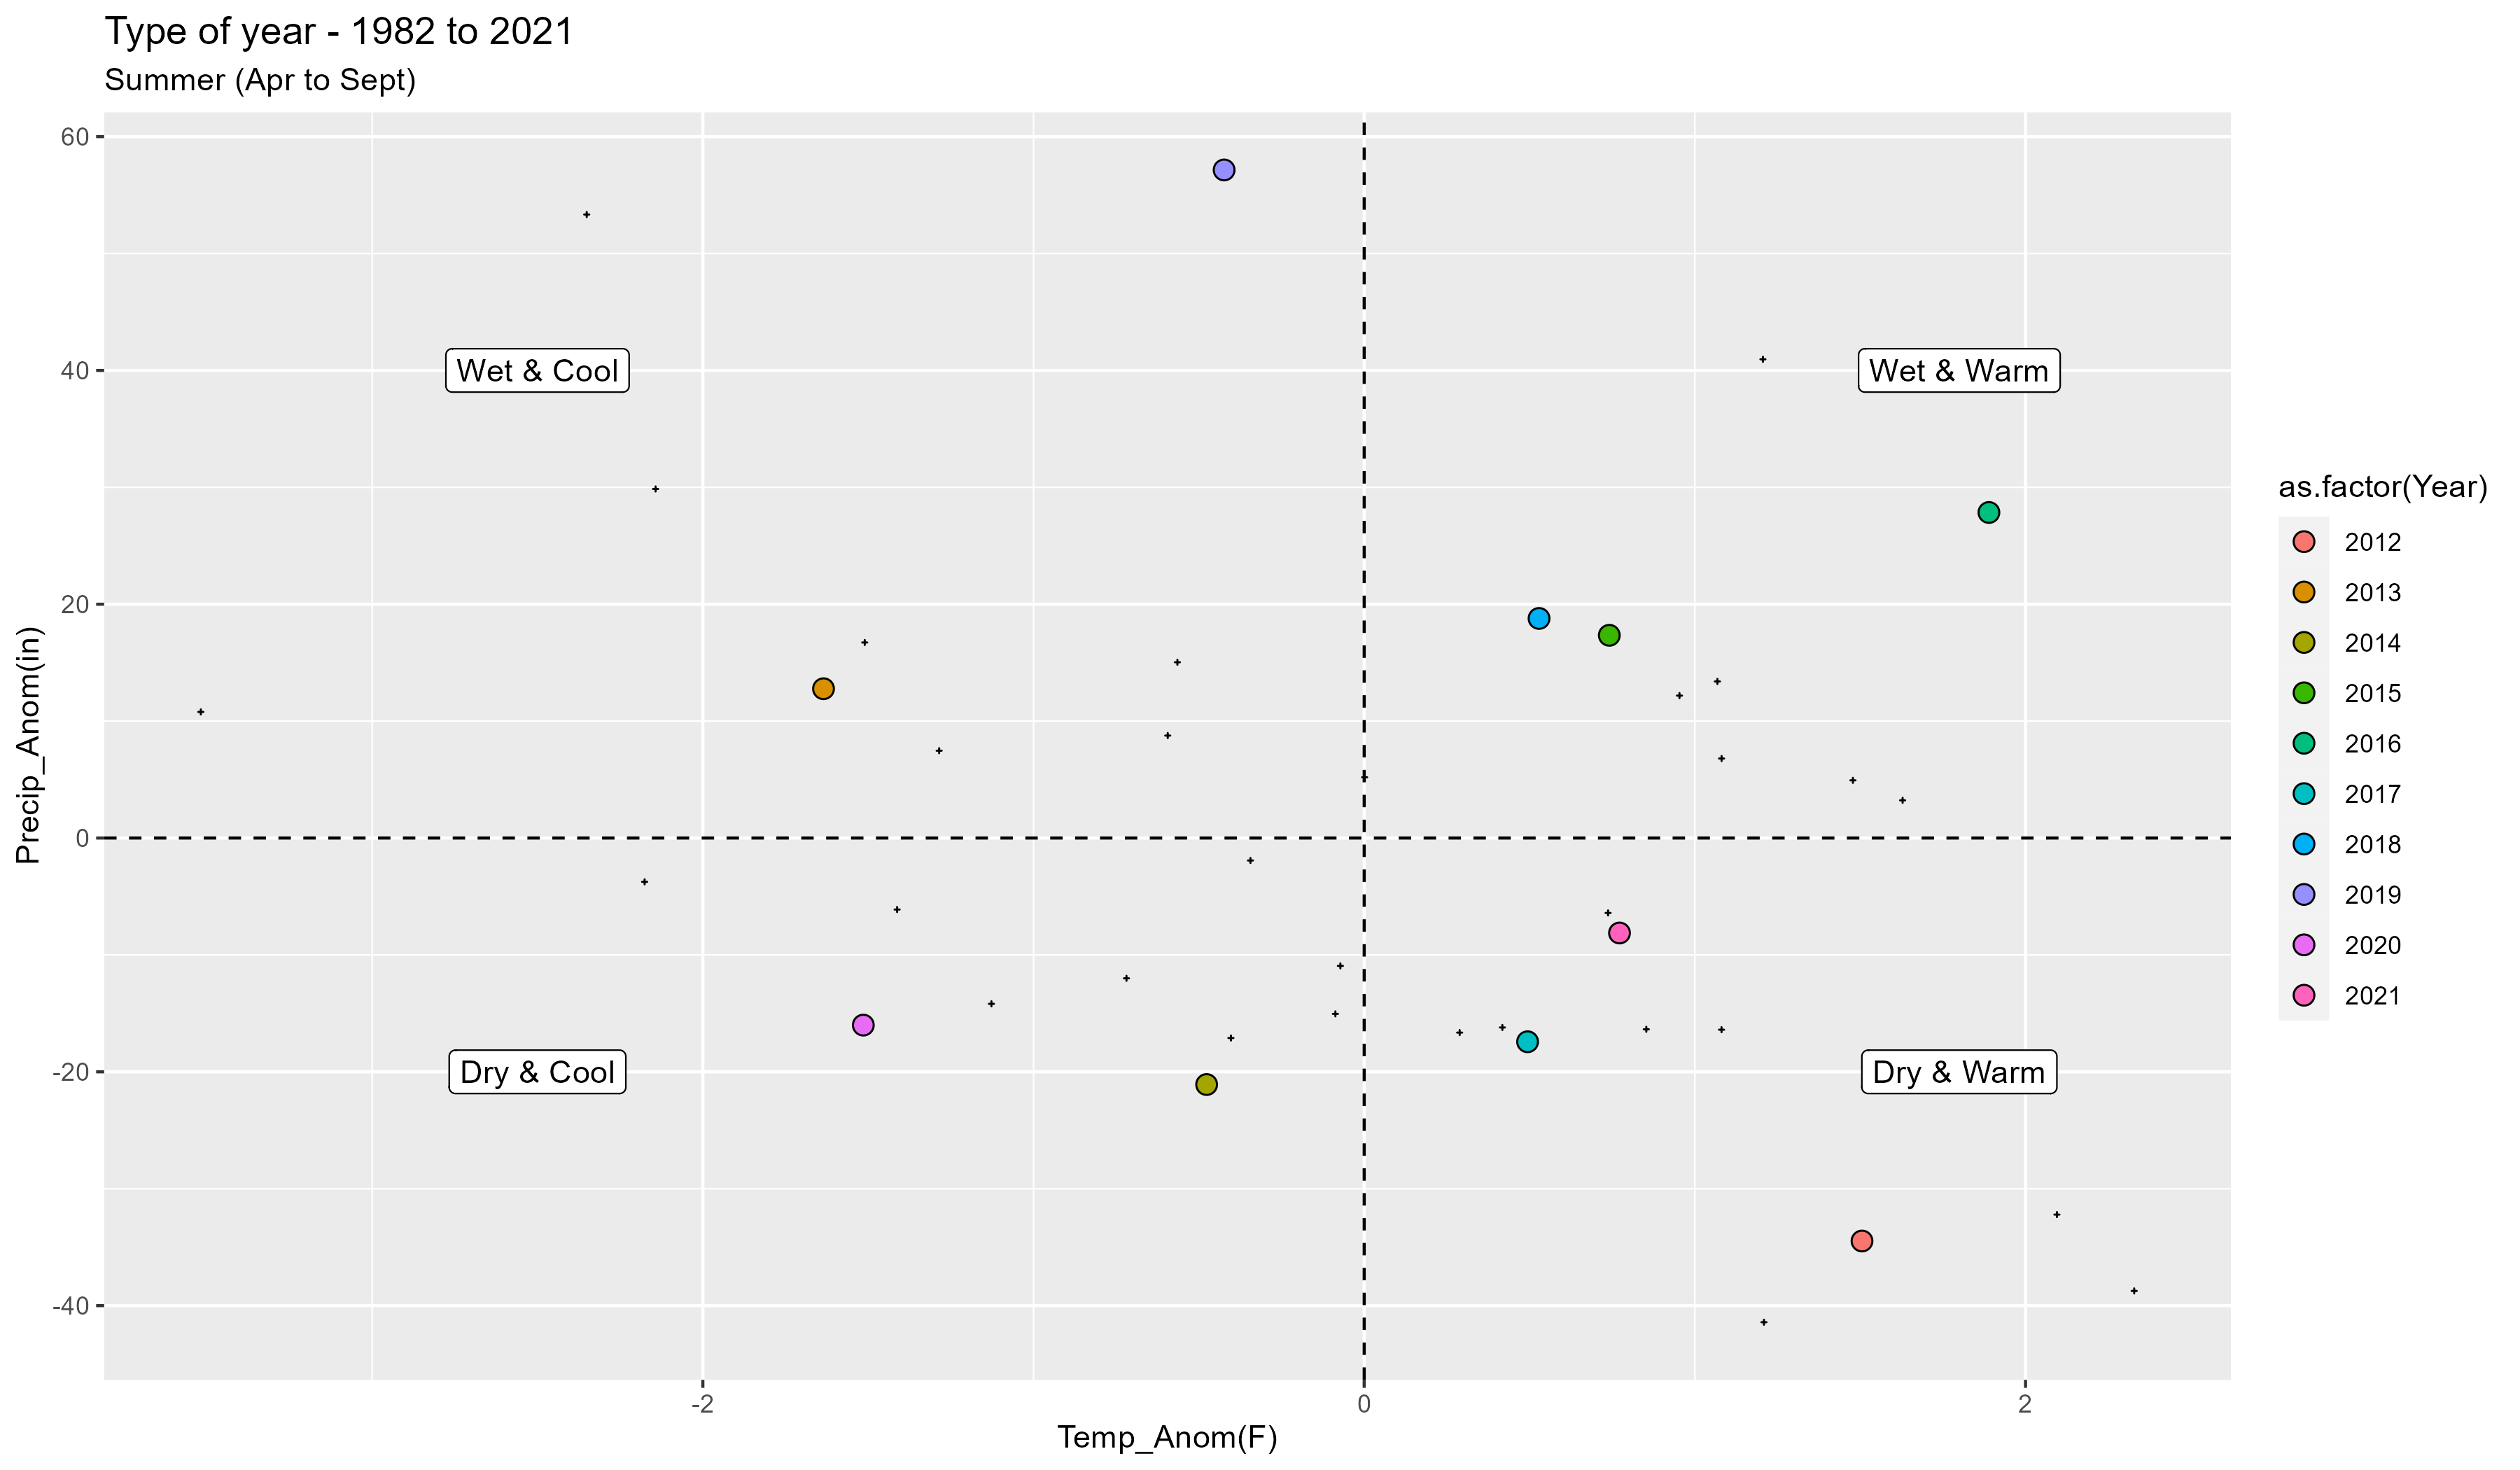 Type of year - 1982 to 2021
Summer (Apr to Sept)
60
40
20
0
-20
-40
Precip_Anom(in)
Wet & Cool
Wet & Warm
Dry & Cool
Dry & Warm
-2
0
2
Temp_Anom(F)
as.factor(Year)
2012
2013
2014
2015
2016
2017
2018
2019
2020
2021